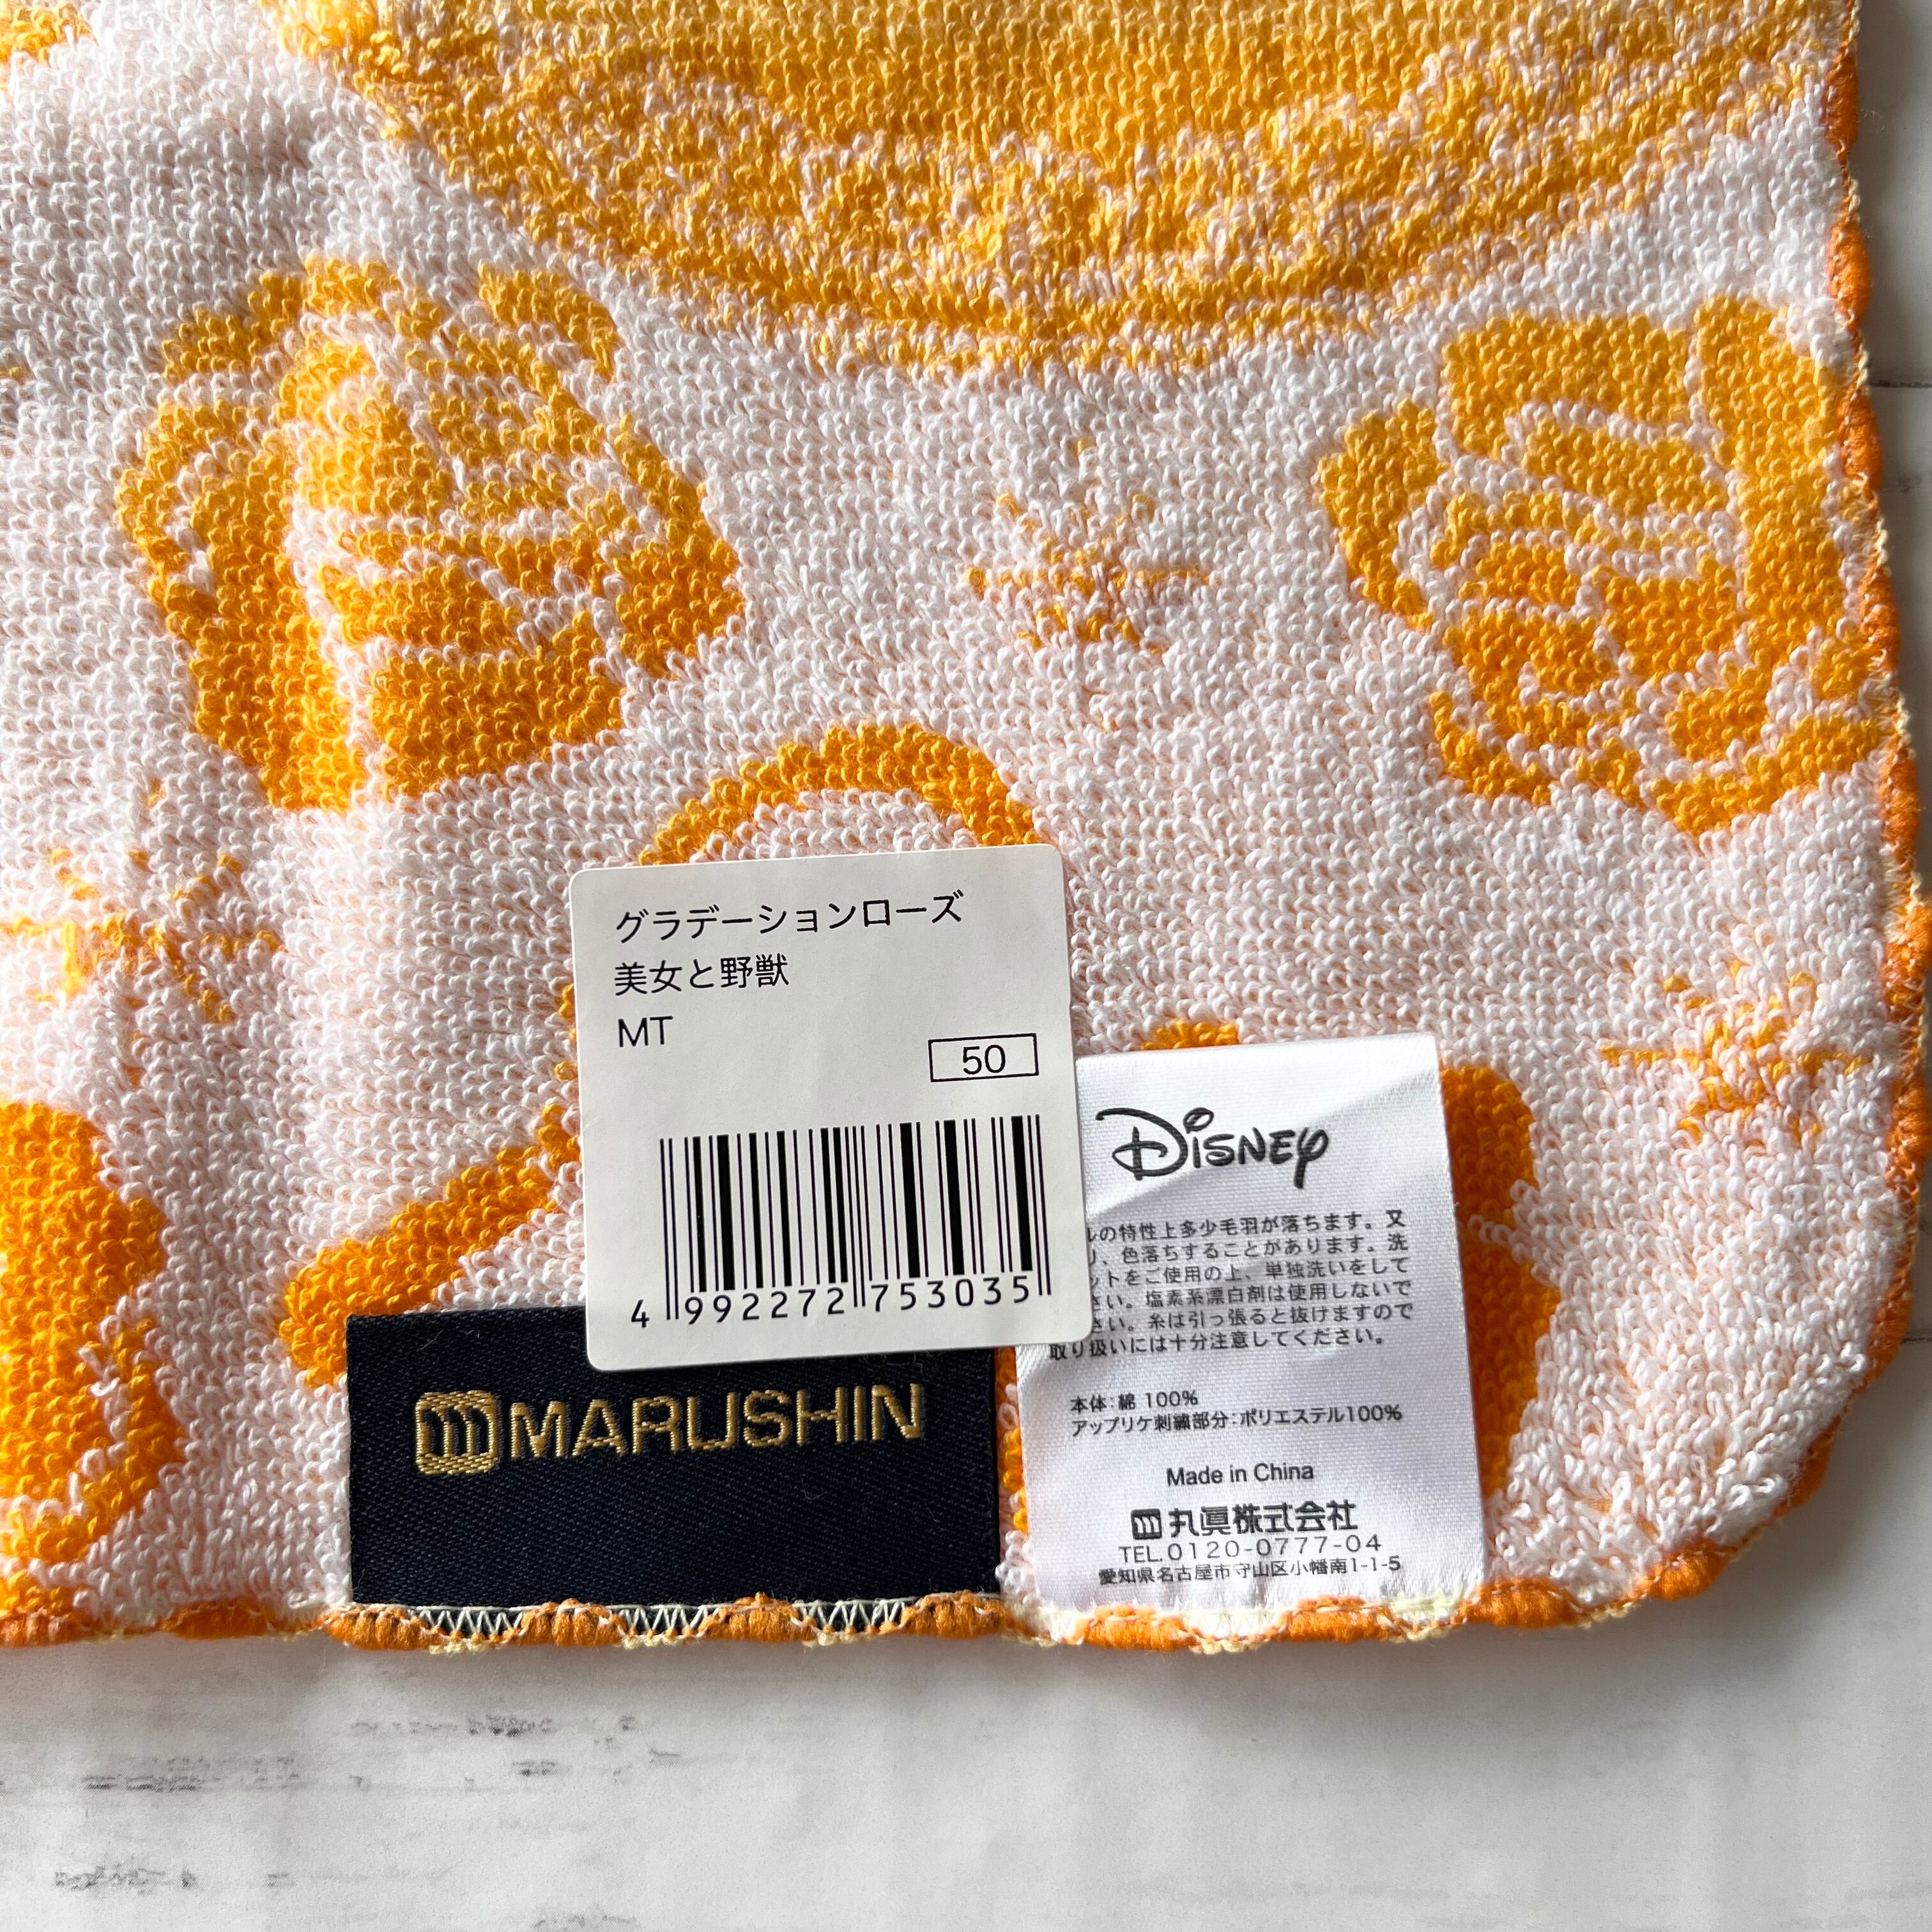 グラデーションローズ
美女と野獣
MT
50
4 992272 753035
Disney
ルの特性上多少毛羽が落ちます。又
り、色落ちすることがあります。洗
ットをご使用の上、単独洗いをして
さい。塩素系漂白剤は使用しないで
さい。糸は引っ張ると抜けますので
取り扱いには十分注意してください。
本体:綿 100%
アップリケ刺繍部分:ポリエステル100%
Made in China
丸眞株式会社
TEL.0120-0777-04
愛知県名古屋市守山区小幡南1-1-5
MARUSHIN